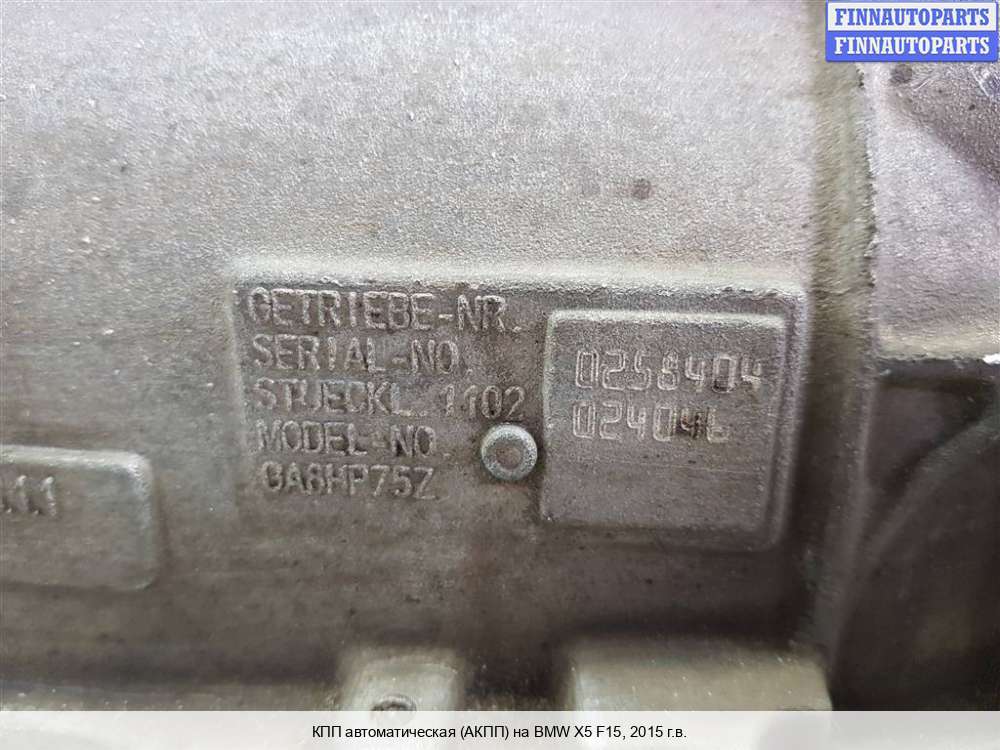 FINNAUTOPARTS
FINNAUTOPARTS
GETRIEBE-NR.
SERIAL-NO.
STUECKL. 1102
MODEL-NO.
GA8HP75Z
0258404
024046
КПП автоматическая (АКПП) на BMW X5 F15, 2015 г.в.